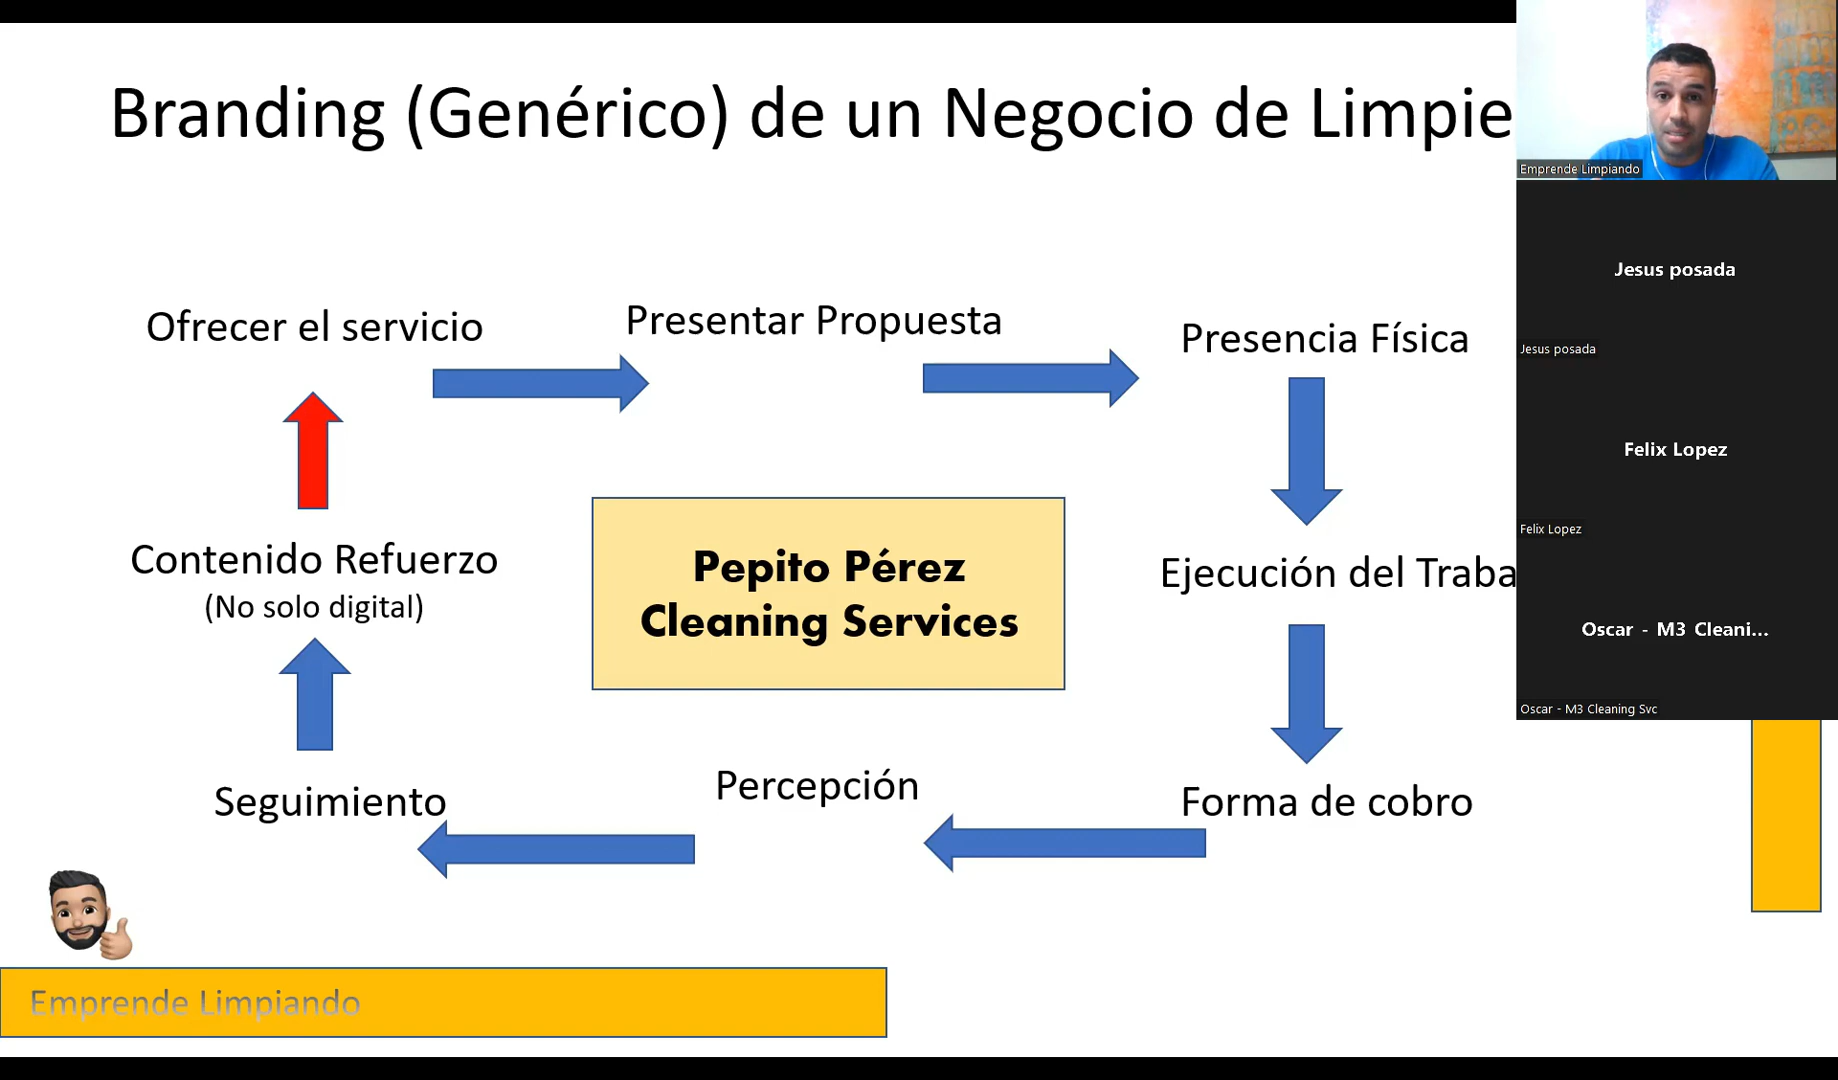 Branding (Genérico) de un Negocio de Limpie
Emprende Limpiando
Jesus posada
Jesus posada
Felix Lopez
Felix Lopez
Oscar - M3 Cleani...
Oscar - M3 Cleaning Svc
Ofrecer el servicio
Presentar Propuesta
Presencia Física
Contenido Refuerzo
(No solo digital)
Pepito Pérez
Cleaning Services
Ejecución del Traba
Seguimiento
Percepción
Forma de cobro
Emprende Limpiando